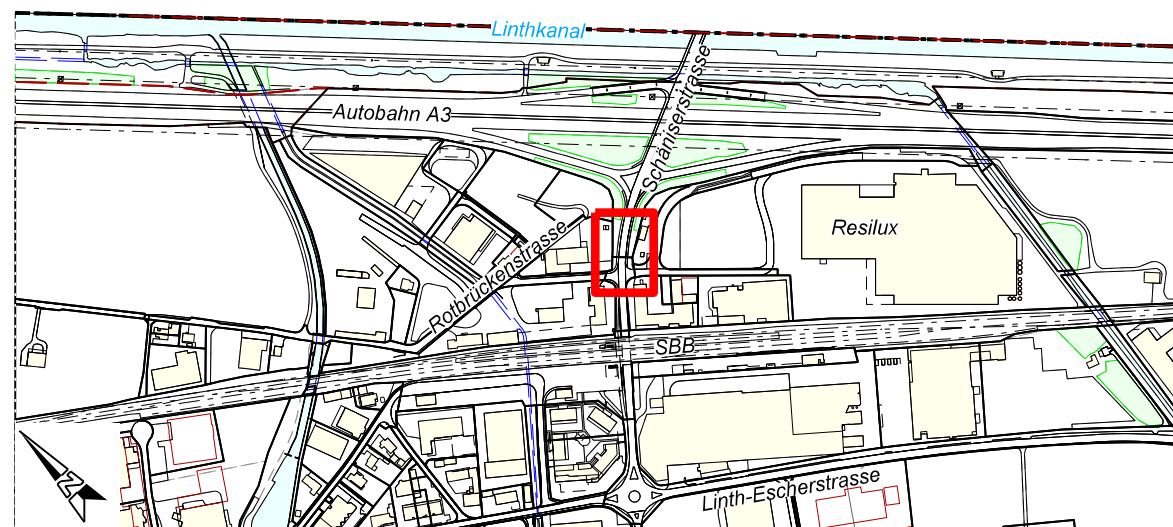 Linthkanal
Schäniserstrasse
Autobahn A3
Resilux
Rotbrückenstrasse
SBB
Linth-Escherstrasse
N